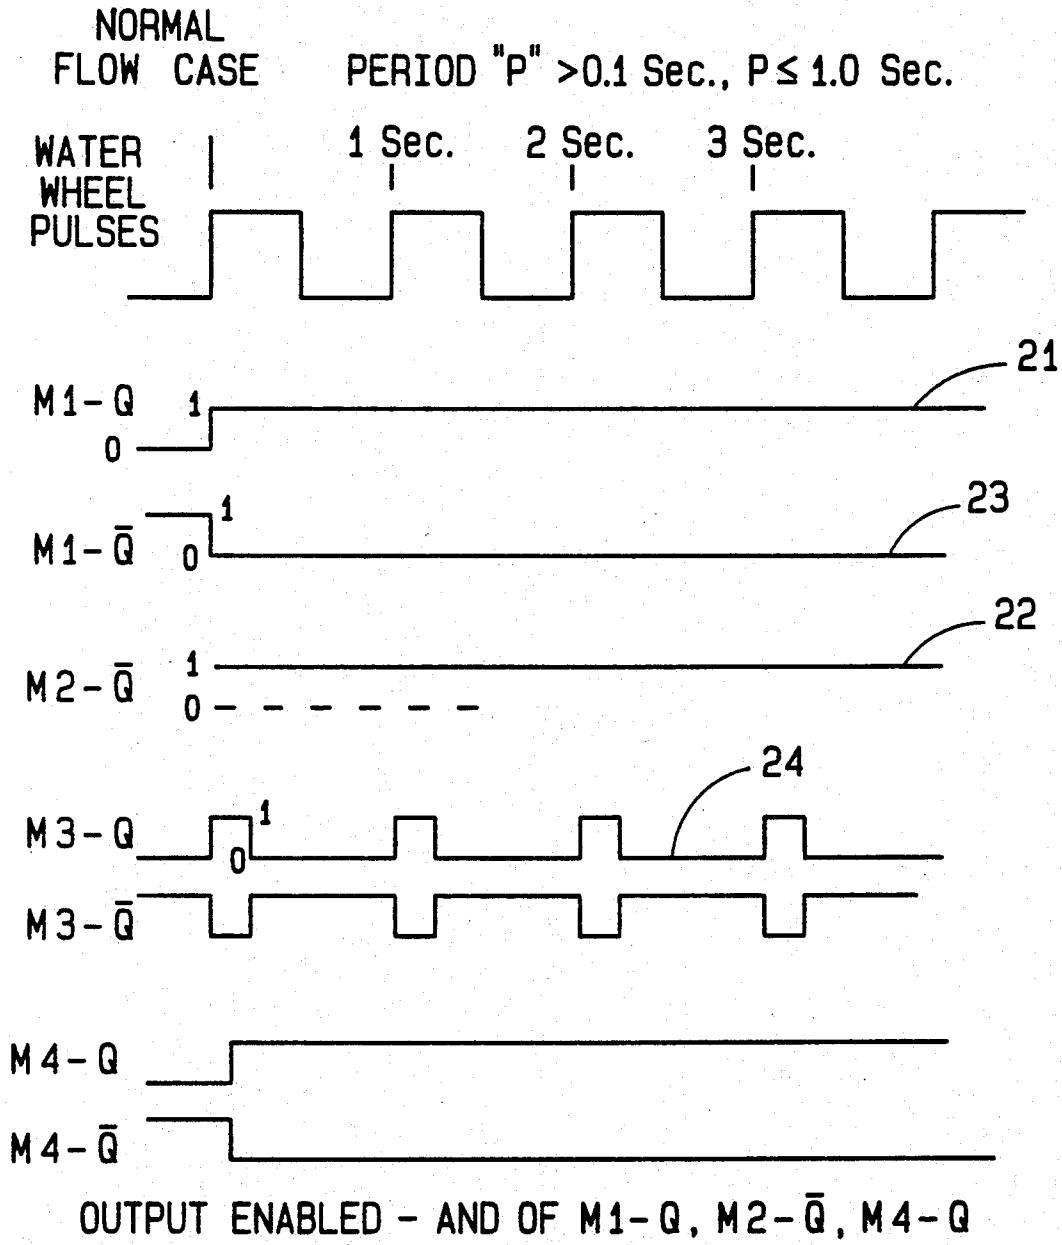 NORMAL
FLOW CASE PERIOD "P" >0.1 Sec., P≤ 1.0 Sec.
WATER
WHEEL
PULSES
1 Sec. 2 Sec. 3 Sec.
21
M1-Q 1
0
23
1
M1-Q̅ 0
22
1
M2-Q̅
0
24
M3-Q 1
0
M3-Q̅
M4-Q
M4-Q̅
OUTPUT ENABLED - AND OF M1-Q, M2-Q̅, M4-Q